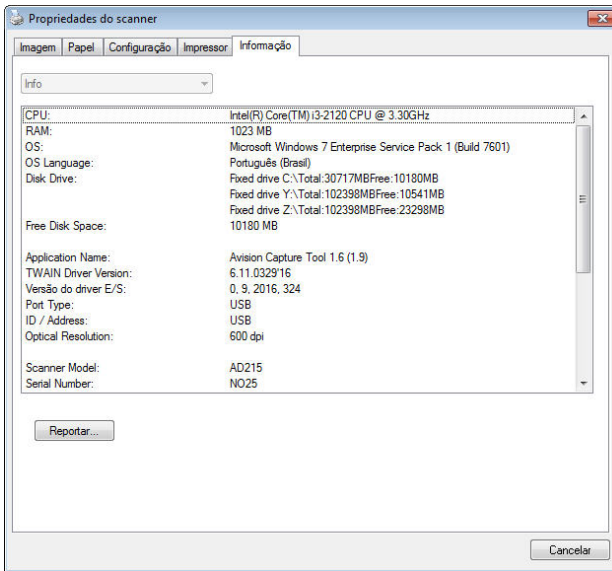 Propriedades do scanner
Imagem Papel Configuração Impressor Informação
Info
CPU: Intel(R) Core(TM) i3-2120 CPU @ 3.30GHz
RAM: 1023 MB
OS: Microsoft Windows 7 Enterprise Service Pack 1 (Build 7601)
OS Language: Português (Brasil)
Disk Drive: Fixed drive C:\Total:30717MBFree:10180MB
Fixed drive Y:\Total:102398MBFree:10541MB
Fixed drive Z:\Total:102398MBFree:23298MB
Free Disk Space: 10180 MB
Application Name: Avision Capture Tool 1.6 (1.9)
TWAIN Driver Version: 6.11.0329'16
Versão do driver E/S: 0, 9, 2016, 324
Port Type: USB
ID / Address: USB
Optical Resolution: 600 dpi
Scanner Model: AD215
Serial Number: NO25
Reportar...
Cancelar